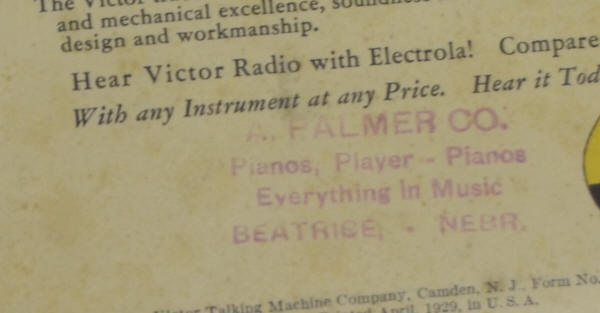 The Victor
and mechanical excellence, soundness
design and workmanship.
Hear Victor Radio with Electrola! Compare
With any Instrument at any Price. Hear it Tod
A. PALMER CO.
Pianos, Player - Pianos
Everything in Music
BEATRICE, - NEBR.
Talking Machine Company, Camden, N. J. Form No.
April, 1929, in U. S. A.